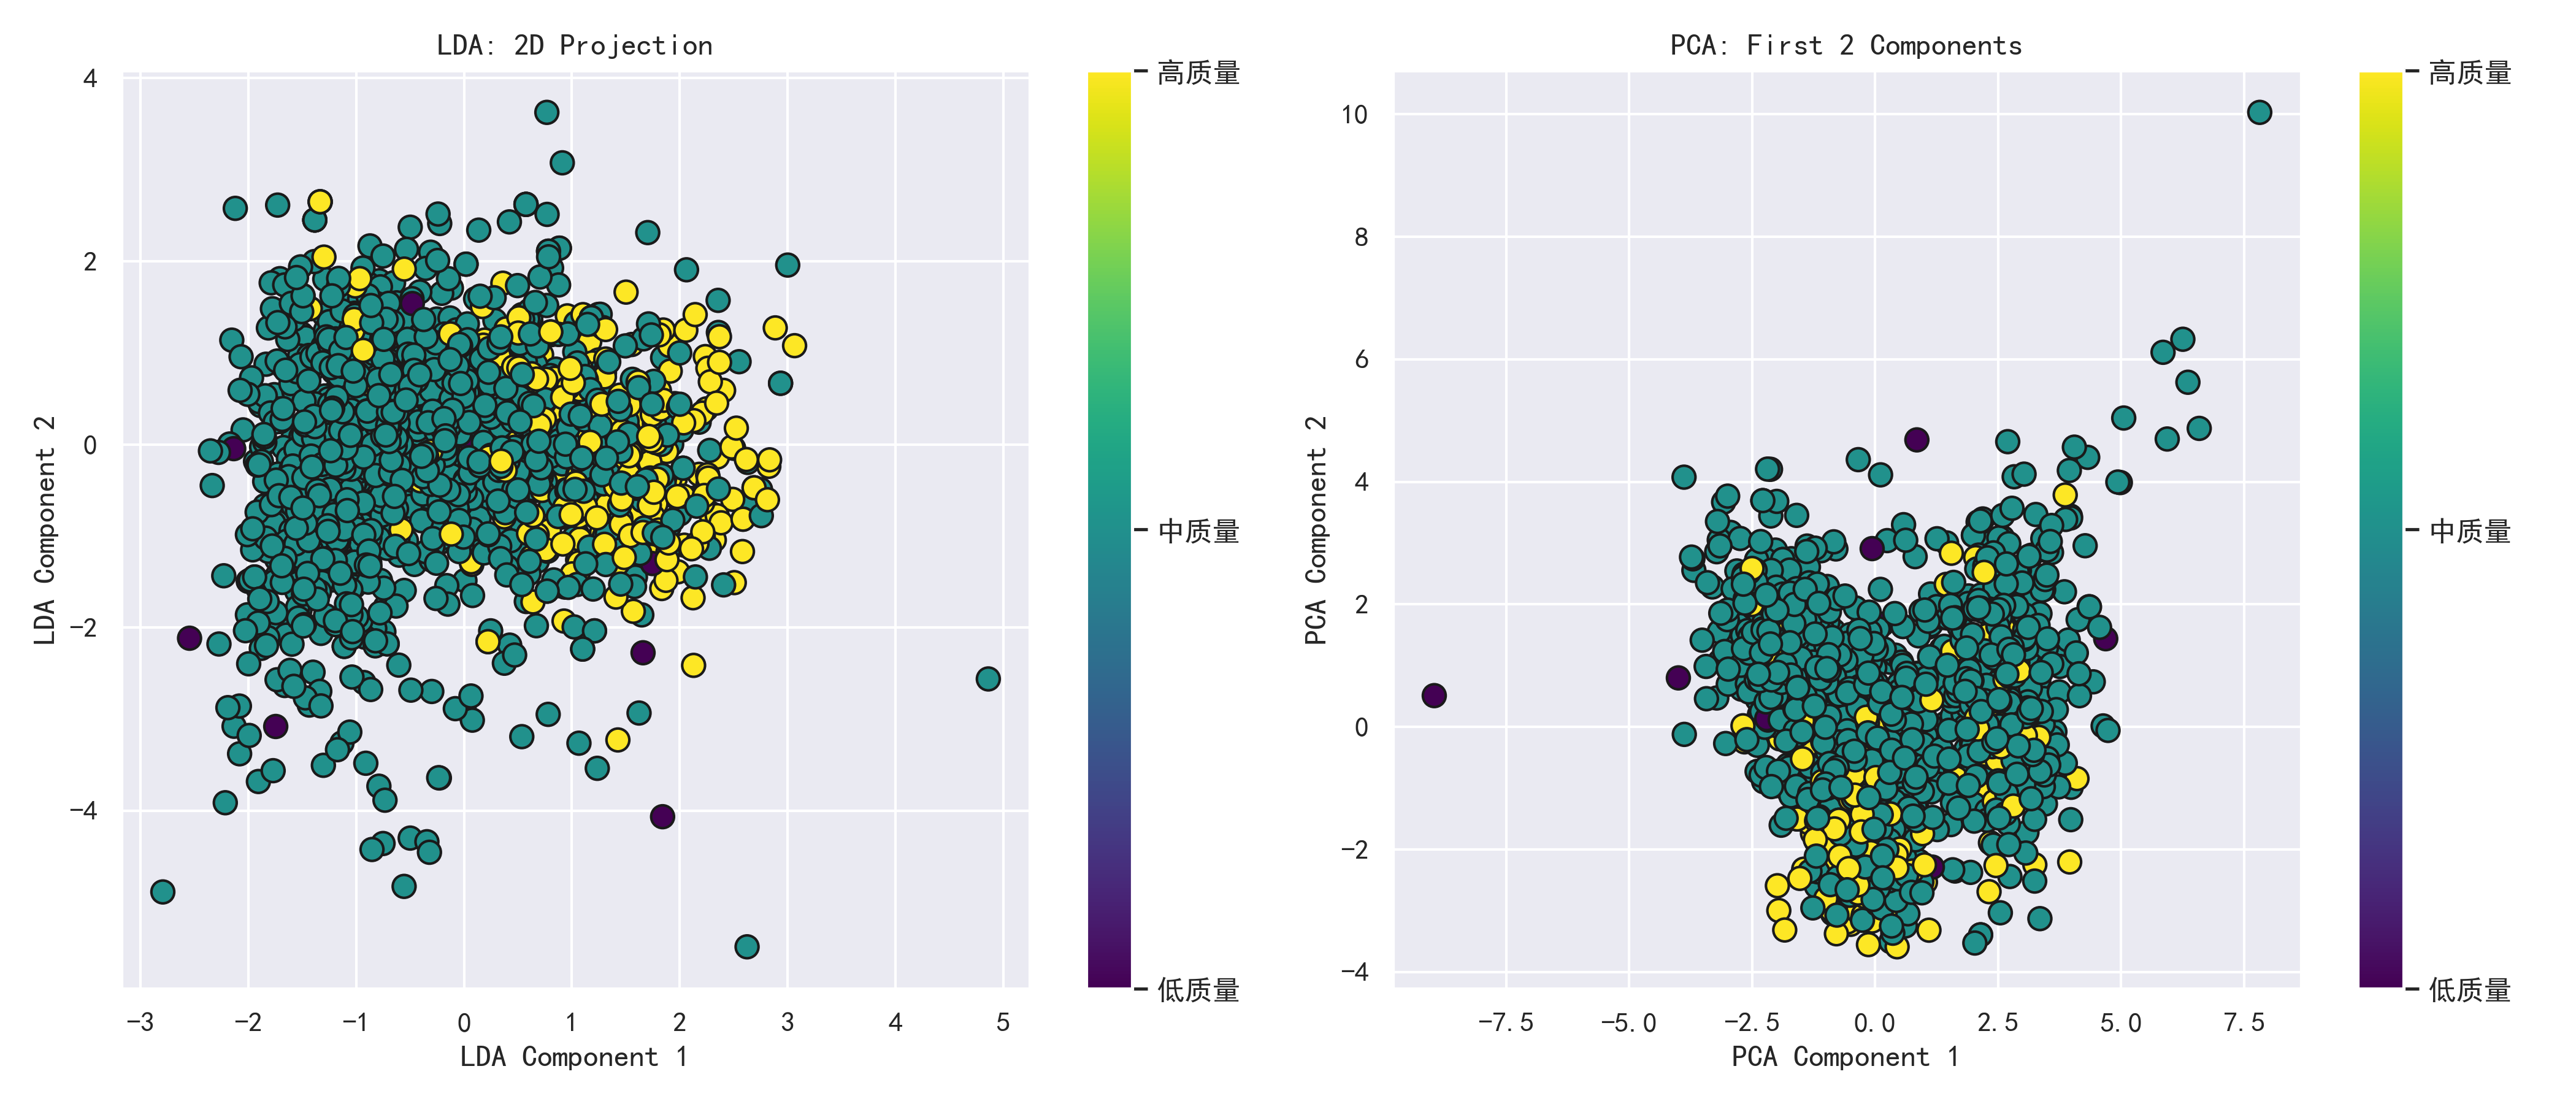 LDA: 2D Projection
4
2
0
−2
−4
LDA Component 2
−3 −2 −1 0 1 2 3 4 5
LDA Component 1
高质量
中质量
低质量
PCA: First 2 Components
10
8
6
4
2
0
−2
−4
PCA Component 2
−7.5 −5.0 −2.5 0.0 2.5 5.0 7.5
PCA Component 1
高质量
中质量
低质量